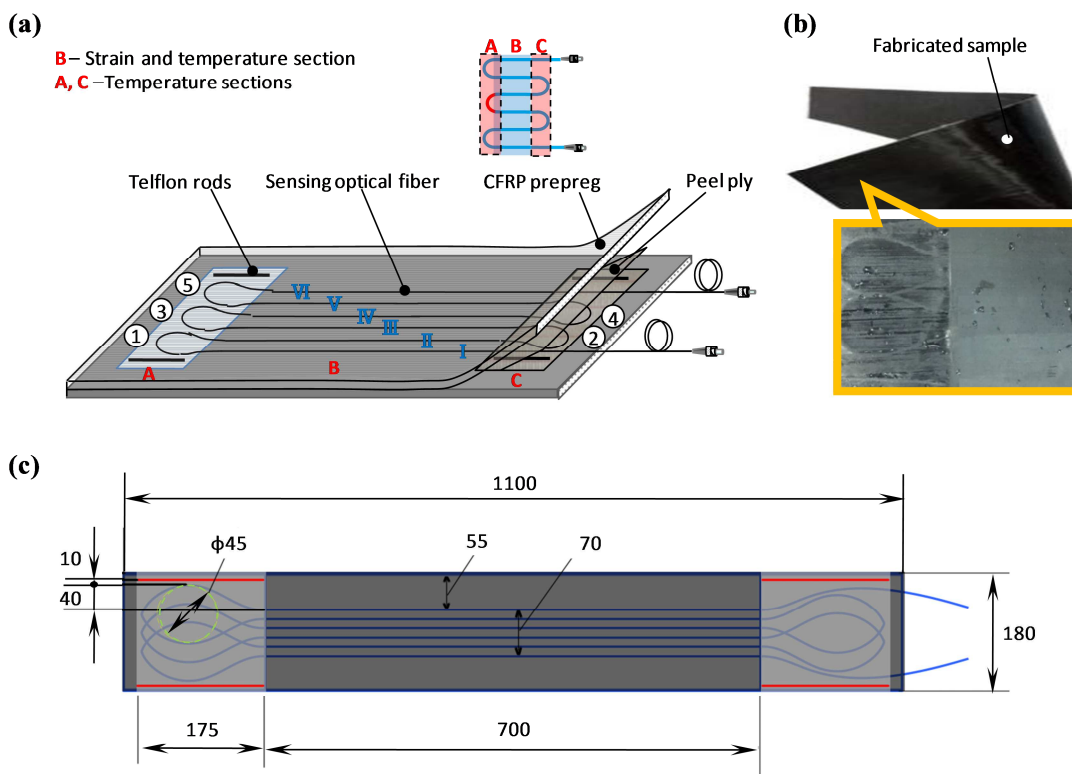 (a)
B– Strain and temperature section
A, C –Temperature sections
A B C
Telflon rods
Sensing optical fiber
CFRP prepreg
Peel ply
5
3
1
VI
V
IV
III
II
I
4
2
A
B
C
(b)
Fabricated sample
(c)
1100
10
ϕ45
55
70
40
180
175
700